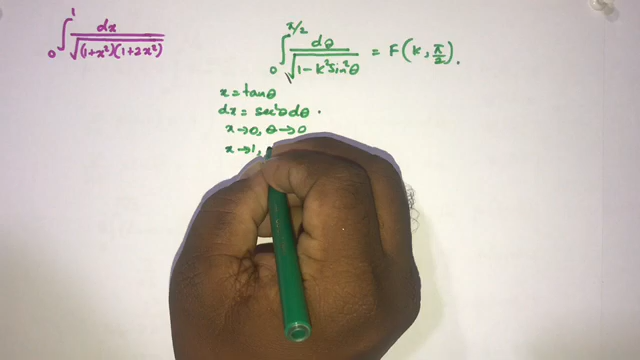 ∫₀¹ dx / √((1+x²)(1+2x²))
∫₀^(π/2) dθ / √(1-k²sin²θ) = F(k, π/2).
x = tanθ
dx = sec²θ dθ.
x→0, θ→0
x→1,